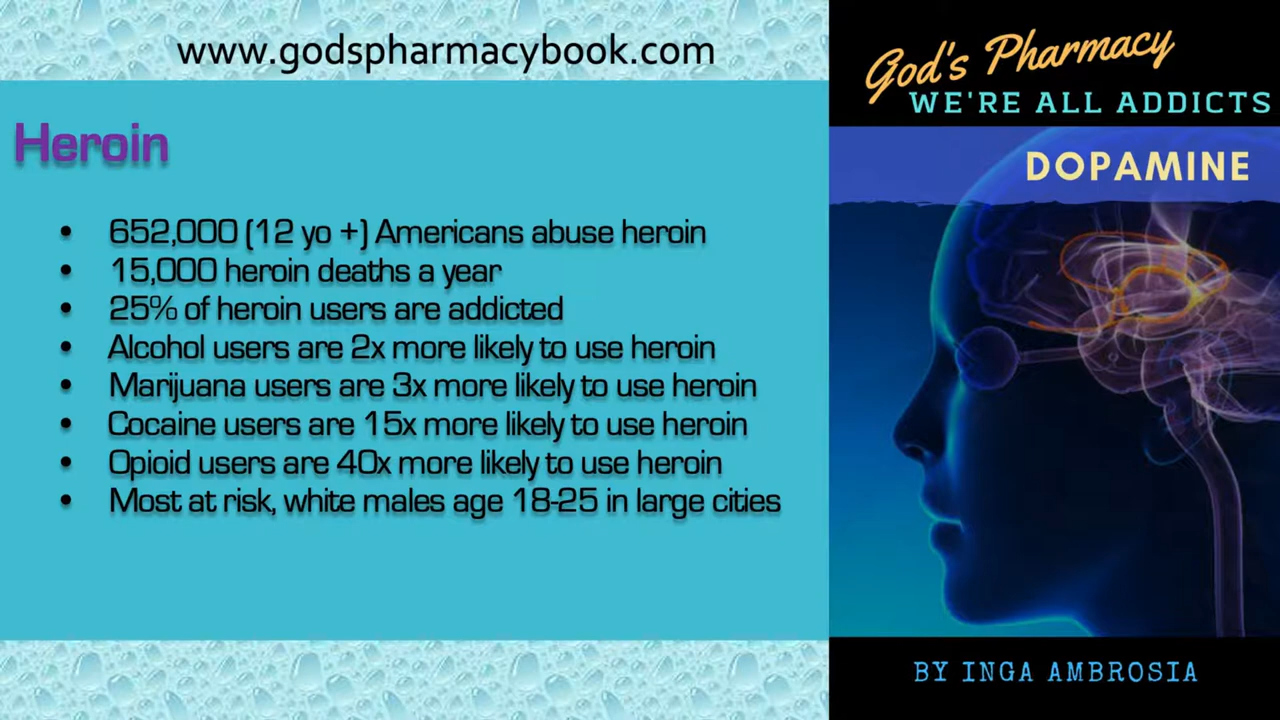 www.godspharmacybook.com
Heroin
• 652,000 (12 yo +) Americans abuse heroin
• 15,000 heroin deaths a year
• 25% of heroin users are addicted
• Alcohol users are 2x more likely to use heroin
• Marijuana users are 3x more likely to use heroin
• Cocaine users are 15x more likely to use heroin
• Opioid users are 40x more likely to use heroin
• Most at risk, white males age 18-25 in large cities
God's Pharmacy
WE'RE ALL ADDICTS
DOPAMINE
BY INGA AMBROSIA